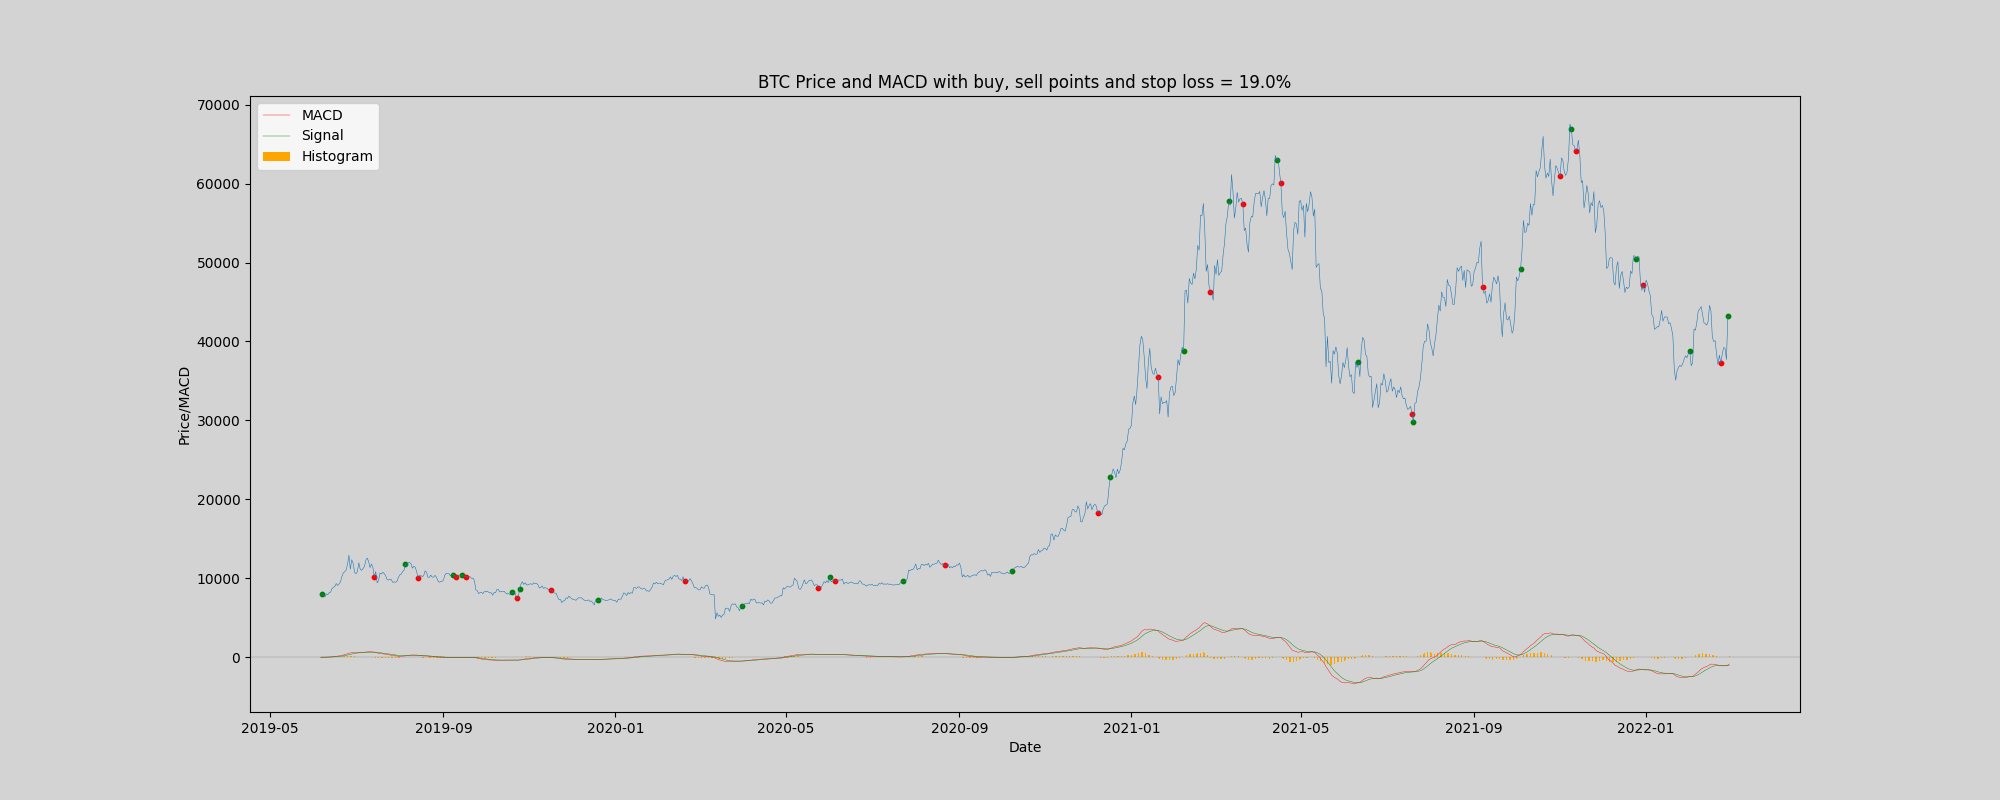 BTC Price and MACD with buy, sell points and stop loss = 19.0%
MACD
Signal
Histogram
70000
60000
50000
40000
30000
20000
10000
0
Price/MACD
2019-05 2019-09 2020-01 2020-05 2020-09 2021-01 2021-05 2021-09 2022-01
Date